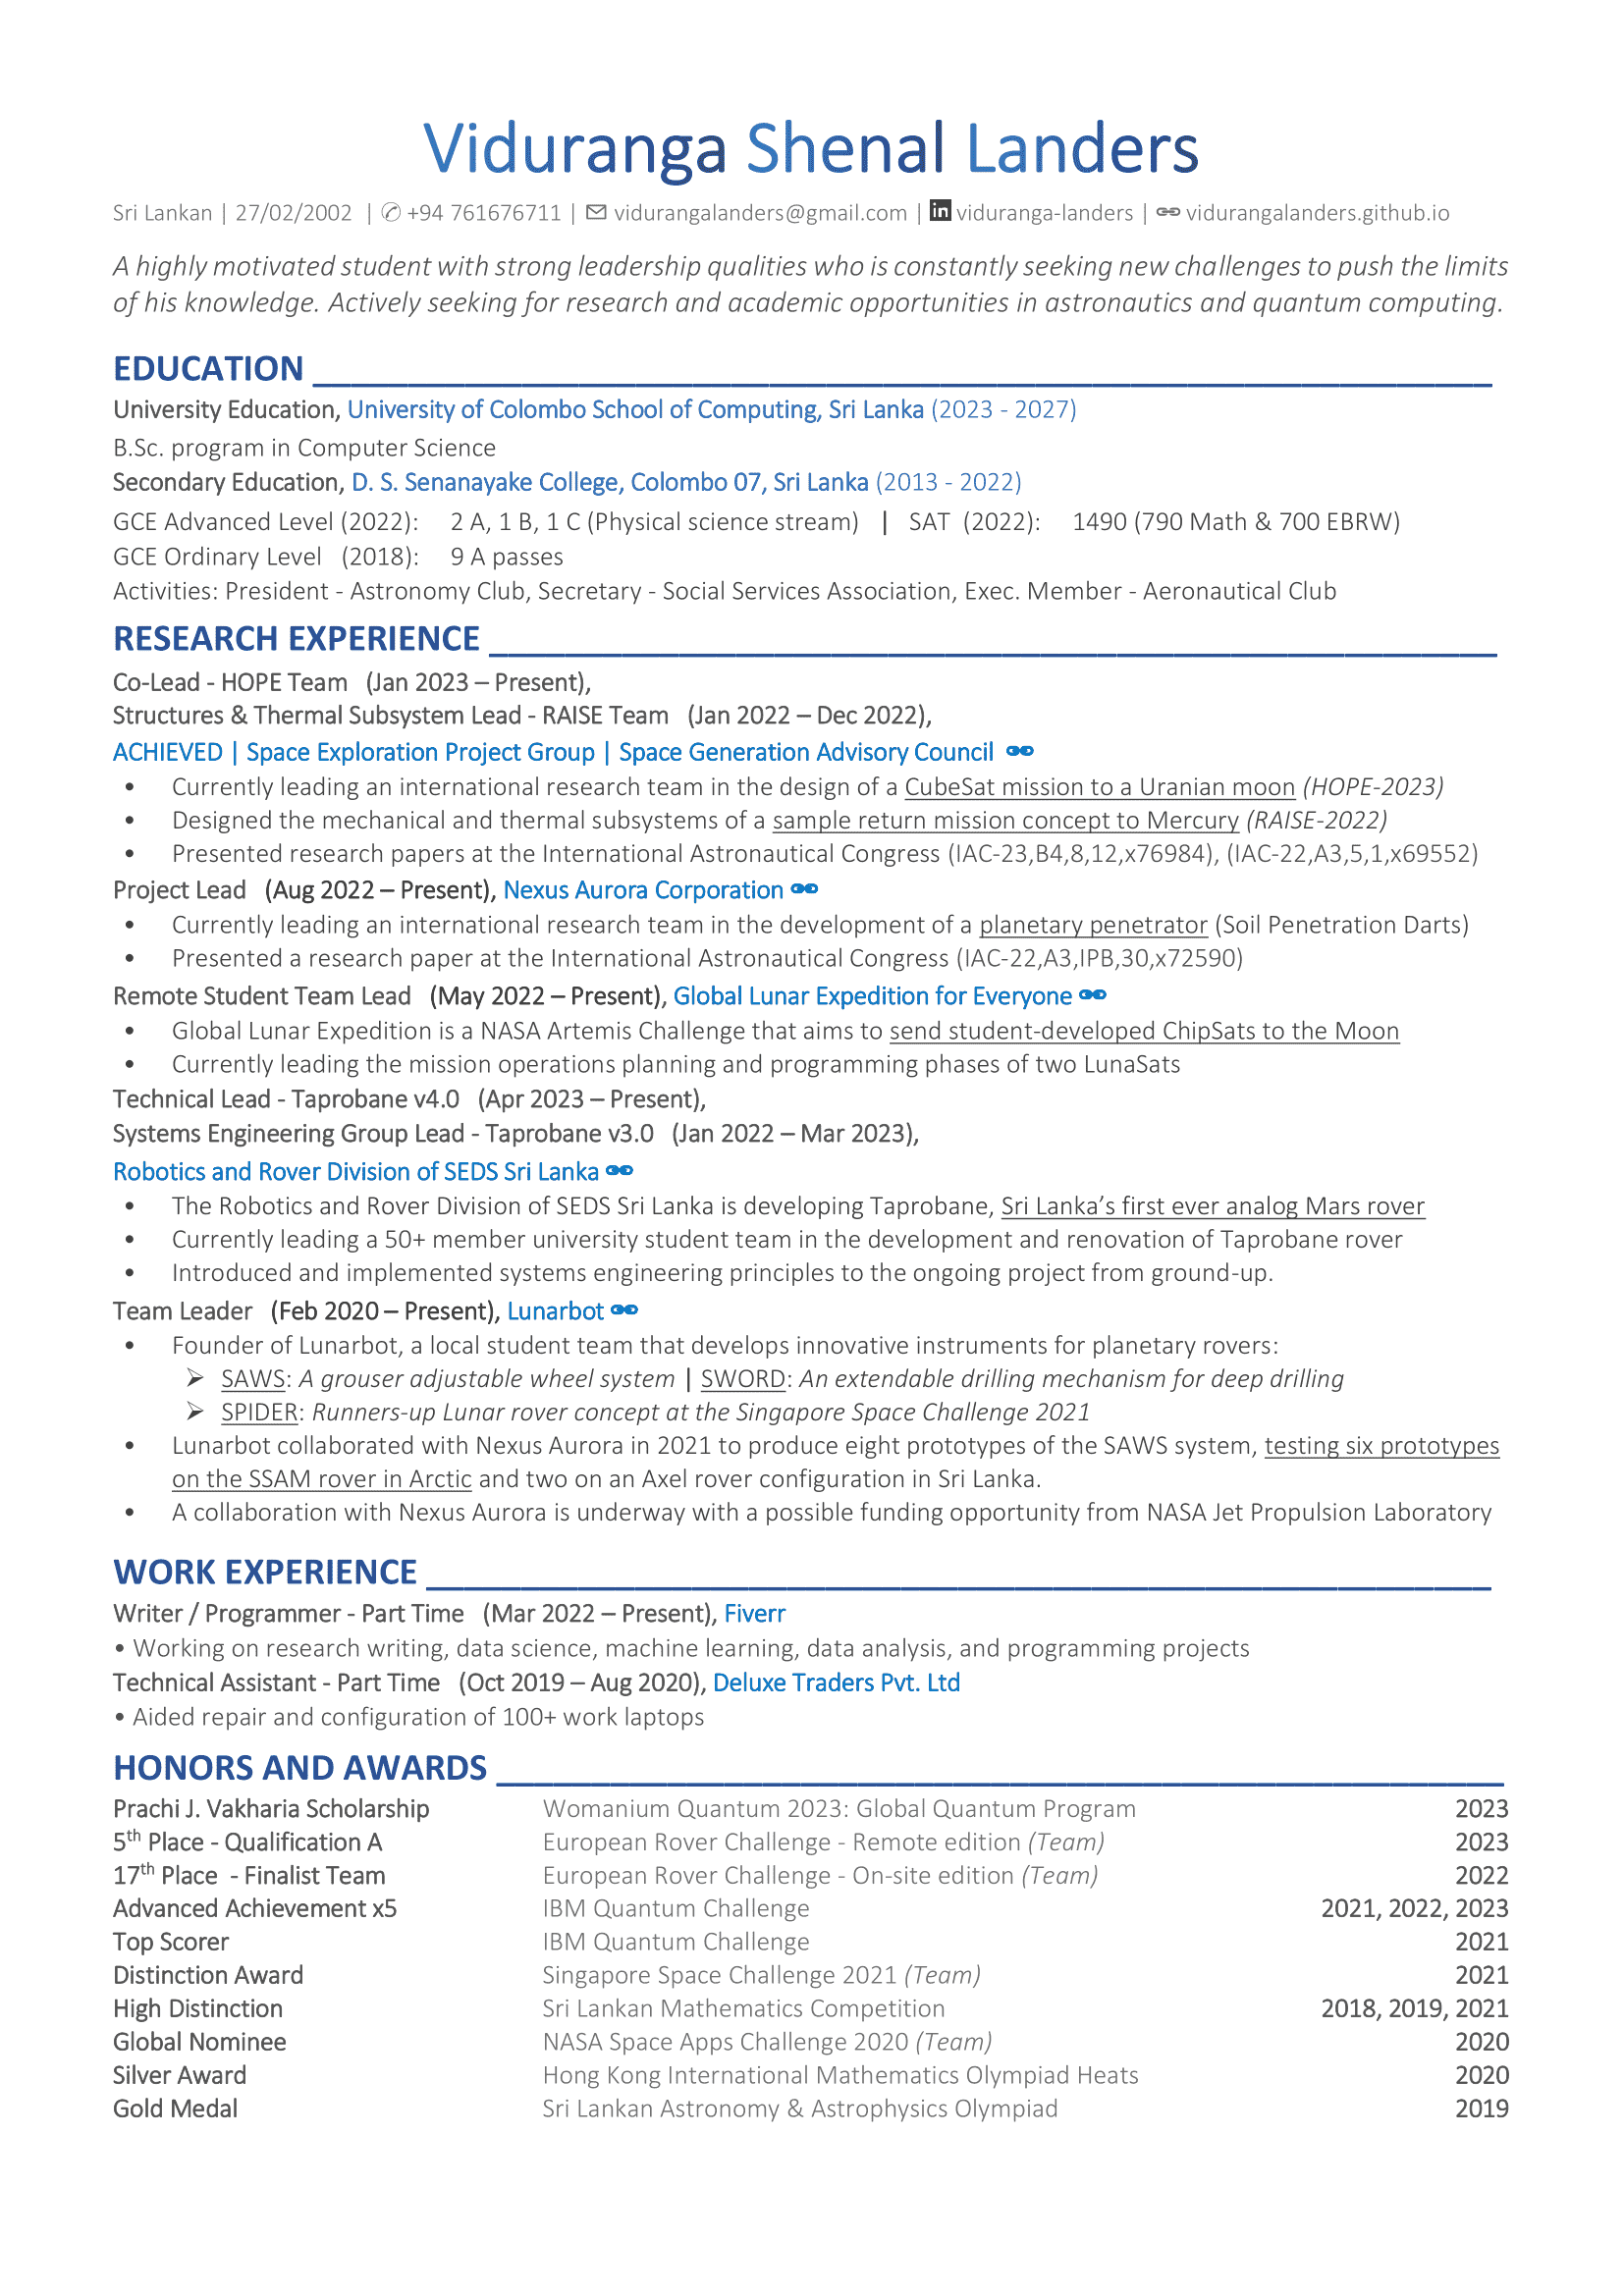 Viduranga Shenal Landers
Sri Lankan | 27/02/2002 | +94 761676711 | vidurangalanders@gmail.com | in viduranga-landers | vidurangalanders.github.io
A highly motivated student with strong leadership qualities who is constantly seeking new challenges to push the limits
of his knowledge. Actively seeking for research and academic opportunities in astronautics and quantum computing.
EDUCATION
University Education, University of Colombo School of Computing, Sri Lanka (2023 - 2027)
B.Sc. program in Computer Science
Secondary Education, D. S. Senanayake College, Colombo 07, Sri Lanka (2013 - 2022)
GCE Advanced Level (2022): 2 A, 1 B, 1 C (Physical science stream) | SAT (2022): 1490 (790 Math & 700 EBRW)
GCE Ordinary Level (2018): 9 A passes
Activities: President - Astronomy Club, Secretary - Social Services Association, Exec. Member - Aeronautical Club
RESEARCH EXPERIENCE
Co-Lead - HOPE Team (Jan 2023 – Present),
Structures & Thermal Subsystem Lead - RAISE Team (Jan 2022 – Dec 2022),
ACHIEVED | Space Exploration Project Group | Space Generation Advisory Council
• Currently leading an international research team in the design of a CubeSat mission to a Uranian moon (HOPE-2023)
• Designed the mechanical and thermal subsystems of a sample return mission concept to Mercury (RAISE-2022)
• Presented research papers at the International Astronautical Congress (IAC-23,B4,8,12,x76984), (IAC-22,A3,5,1,x69552)
Project Lead (Aug 2022 – Present), Nexus Aurora Corporation
• Currently leading an international research team in the development of a planetary penetrator (Soil Penetration Darts)
• Presented a research paper at the International Astronautical Congress (IAC-22,A3,IPB,30,x72590)
Remote Student Team Lead (May 2022 – Present), Global Lunar Expedition for Everyone
• Global Lunar Expedition is a NASA Artemis Challenge that aims to send student-developed ChipSats to the Moon
• Currently leading the mission operations planning and programming phases of two LunaSats
Technical Lead - Taprobane v4.0 (Apr 2023 – Present),
Systems Engineering Group Lead - Taprobane v3.0 (Jan 2022 – Mar 2023),
Robotics and Rover Division of SEDS Sri Lanka
• The Robotics and Rover Division of SEDS Sri Lanka is developing Taprobane, Sri Lanka’s first ever analog Mars rover
• Currently leading a 50+ member university student team in the development and renovation of Taprobane rover
• Introduced and implemented systems engineering principles to the ongoing project from ground-up.
Team Leader (Feb 2020 – Present), Lunarbot
• Founder of Lunarbot, a local student team that develops innovative instruments for planetary rovers:
➢ SAWS: A grouser adjustable wheel system | SWORD: An extendable drilling mechanism for deep drilling
➢ SPIDER: Runners-up Lunar rover concept at the Singapore Space Challenge 2021
• Lunarbot collaborated with Nexus Aurora in 2021 to produce eight prototypes of the SAWS system, testing six prototypes
on the SSAM rover in Arctic and two on an Axel rover configuration in Sri Lanka.
• A collaboration with Nexus Aurora is underway with a possible funding opportunity from NASA Jet Propulsion Laboratory
WORK EXPERIENCE
Writer / Programmer - Part Time (Mar 2022 – Present), Fiverr
• Working on research writing, data science, machine learning, data analysis, and programming projects
Technical Assistant - Part Time (Oct 2019 – Aug 2020), Deluxe Traders Pvt. Ltd
• Aided repair and configuration of 100+ work laptops
HONORS AND AWARDS
Prachi J. Vakharia Scholarship Womanium Quantum 2023: Global Quantum Program 2023
5th Place - Qualification A European Rover Challenge - Remote edition (Team) 2023
17th Place - Finalist Team European Rover Challenge - On-site edition (Team) 2022
Advanced Achievement x5 IBM Quantum Challenge 2021, 2022, 2023
Top Scorer IBM Quantum Challenge 2021
Distinction Award Singapore Space Challenge 2021 (Team) 2021
High Distinction Sri Lankan Mathematics Competition 2018, 2019, 2021
Global Nominee NASA Space Apps Challenge 2020 (Team) 2020
Silver Award Hong Kong International Mathematics Olympiad Heats 2020
Gold Medal Sri Lankan Astronomy & Astrophysics Olympiad 2019